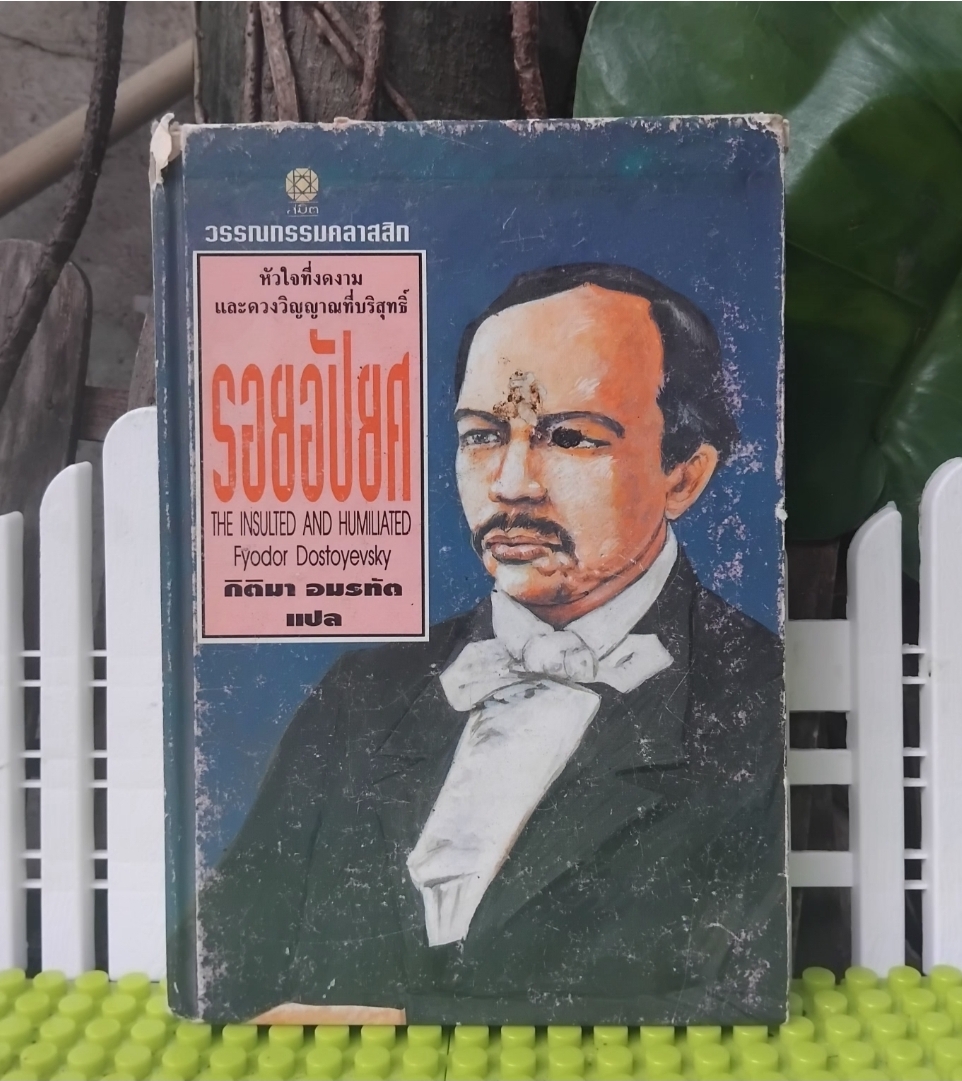 สมิต
วรรณกรรมคลาสสิก
หัวใจที่งดงาม
และดวงวิญญาณที่บริสุทธิ์
รอยอัปยศ
THE INSULTED AND HUMILIATED
Fyodor Dostoyevsky
กิติมา อมรทัต
แปล